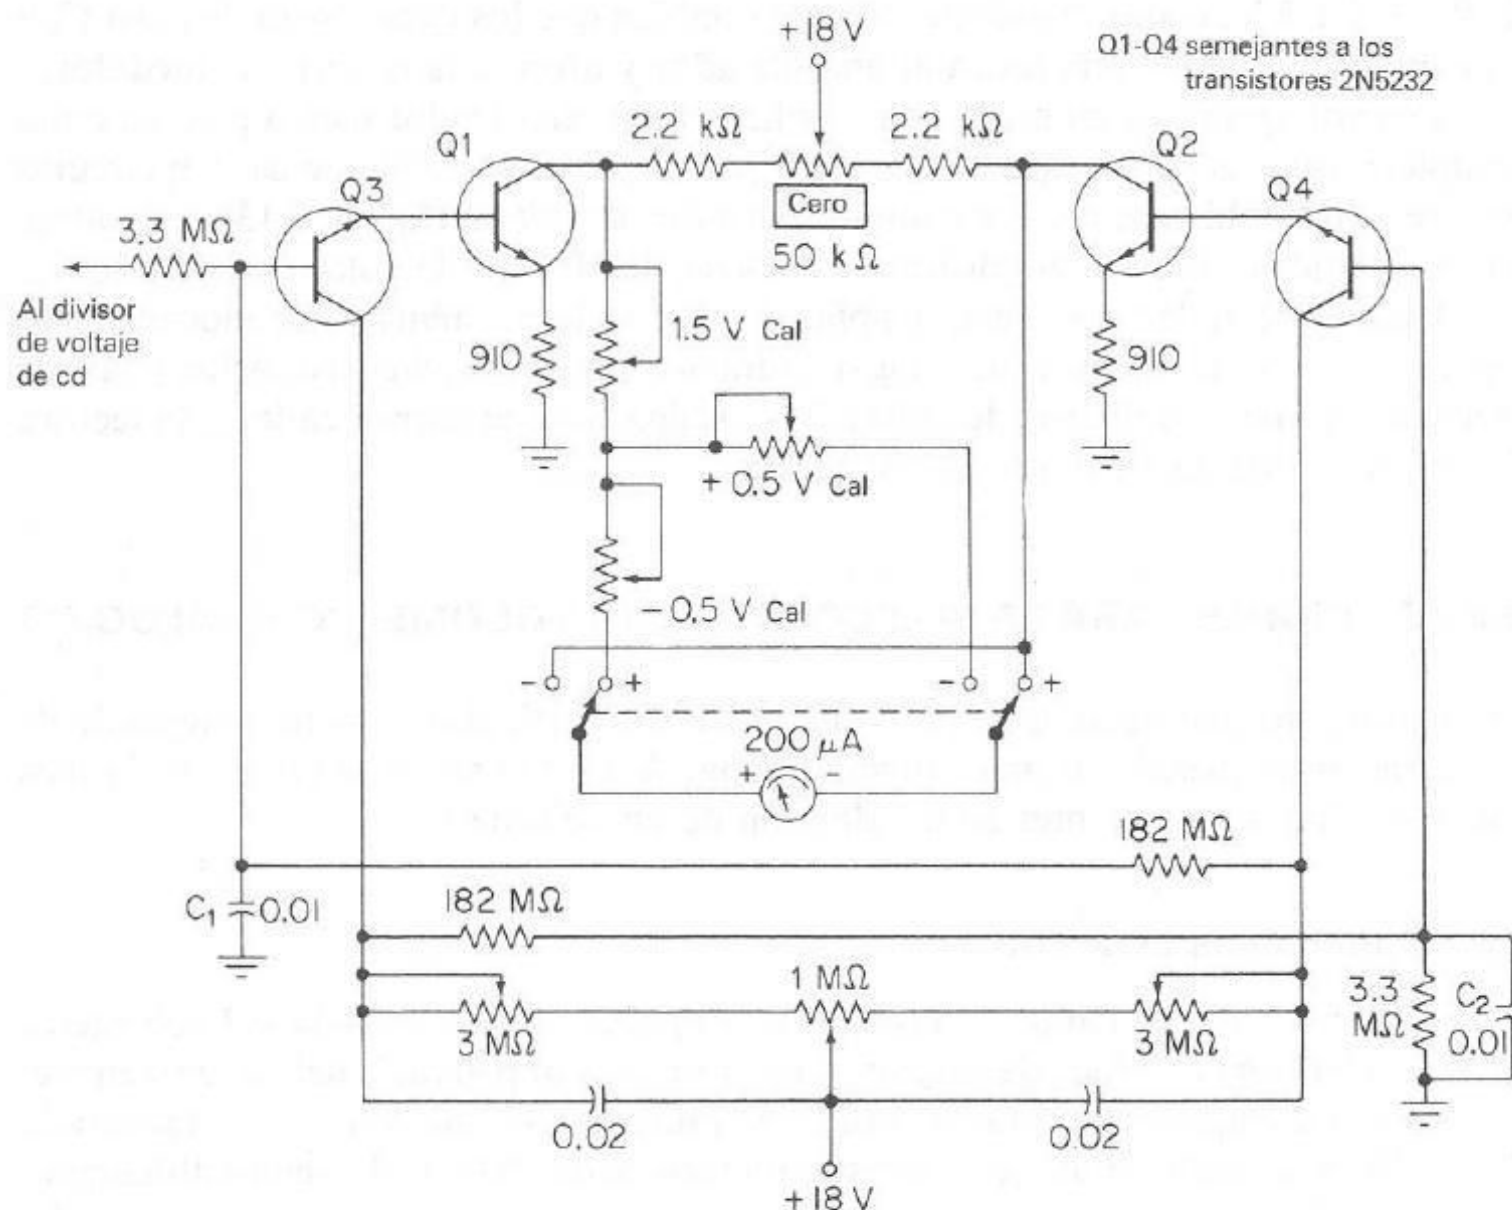 +18 V
Q1-Q4 semejantes a los
transistores 2N5232
Q1
2.2 kΩ
2.2 kΩ
Q2
Q3
Q4
Cero
50 kΩ
3.3 MΩ
Al divisor
de voltaje
de cd
910
1.5 V Cal
910
+ 0.5 V Cal
- 0.5 V Cal
-
+
-
+
200 μA
+
-
182 MΩ
C1
0.01
182 MΩ
1 MΩ
3 MΩ
3 MΩ
3.3
MΩ
C2
0.01
0.02
0.02
+18 V